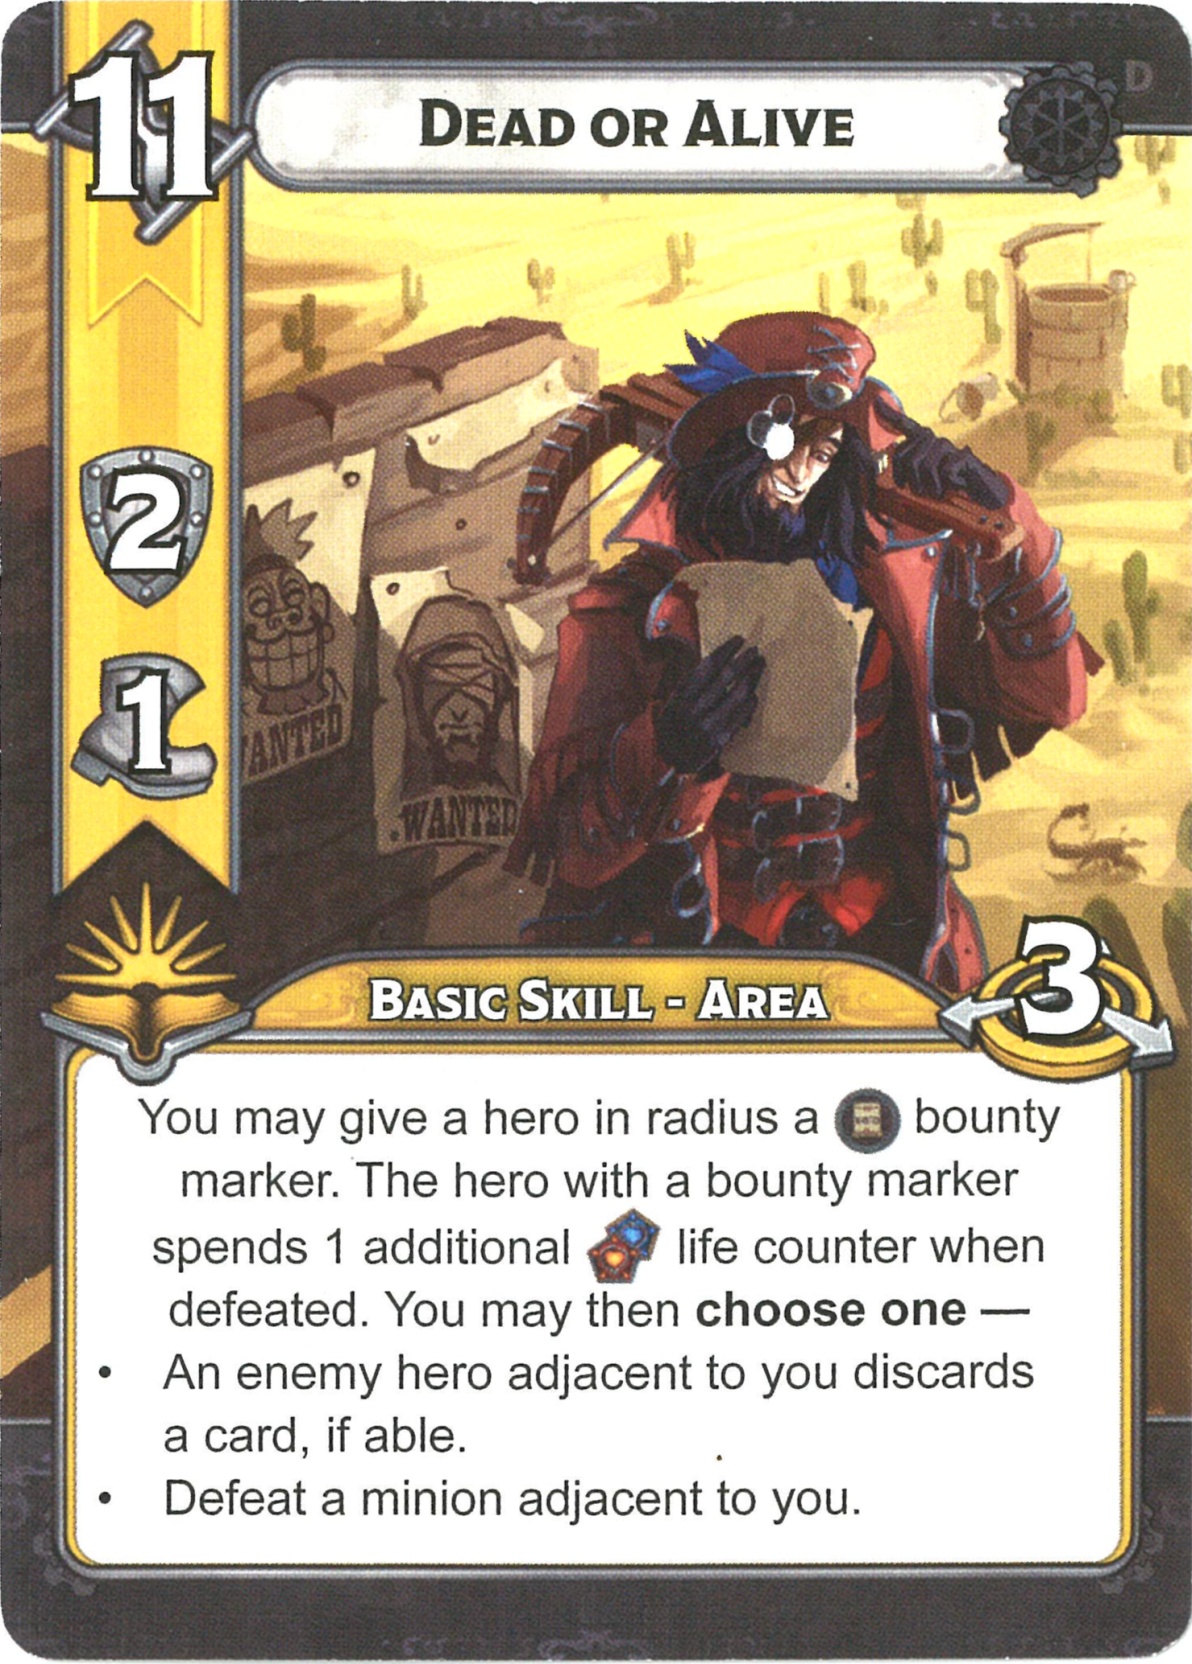 11
DEAD OR ALIVE
D
2
1
WANTED
WANTED
BASIC SKILL - AREA
3
You may give a hero in radius a bounty
marker. The hero with a bounty marker
spends 1 additional life counter when
defeated. You may then choose one —
• An enemy hero adjacent to you discards
a card, if able.
• Defeat a minion adjacent to you.